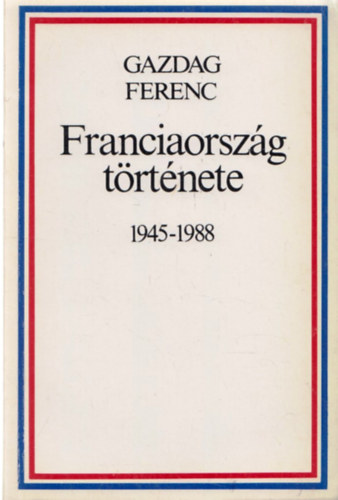 GAZDAG
FERENC
Franciaország
története
1945-1988